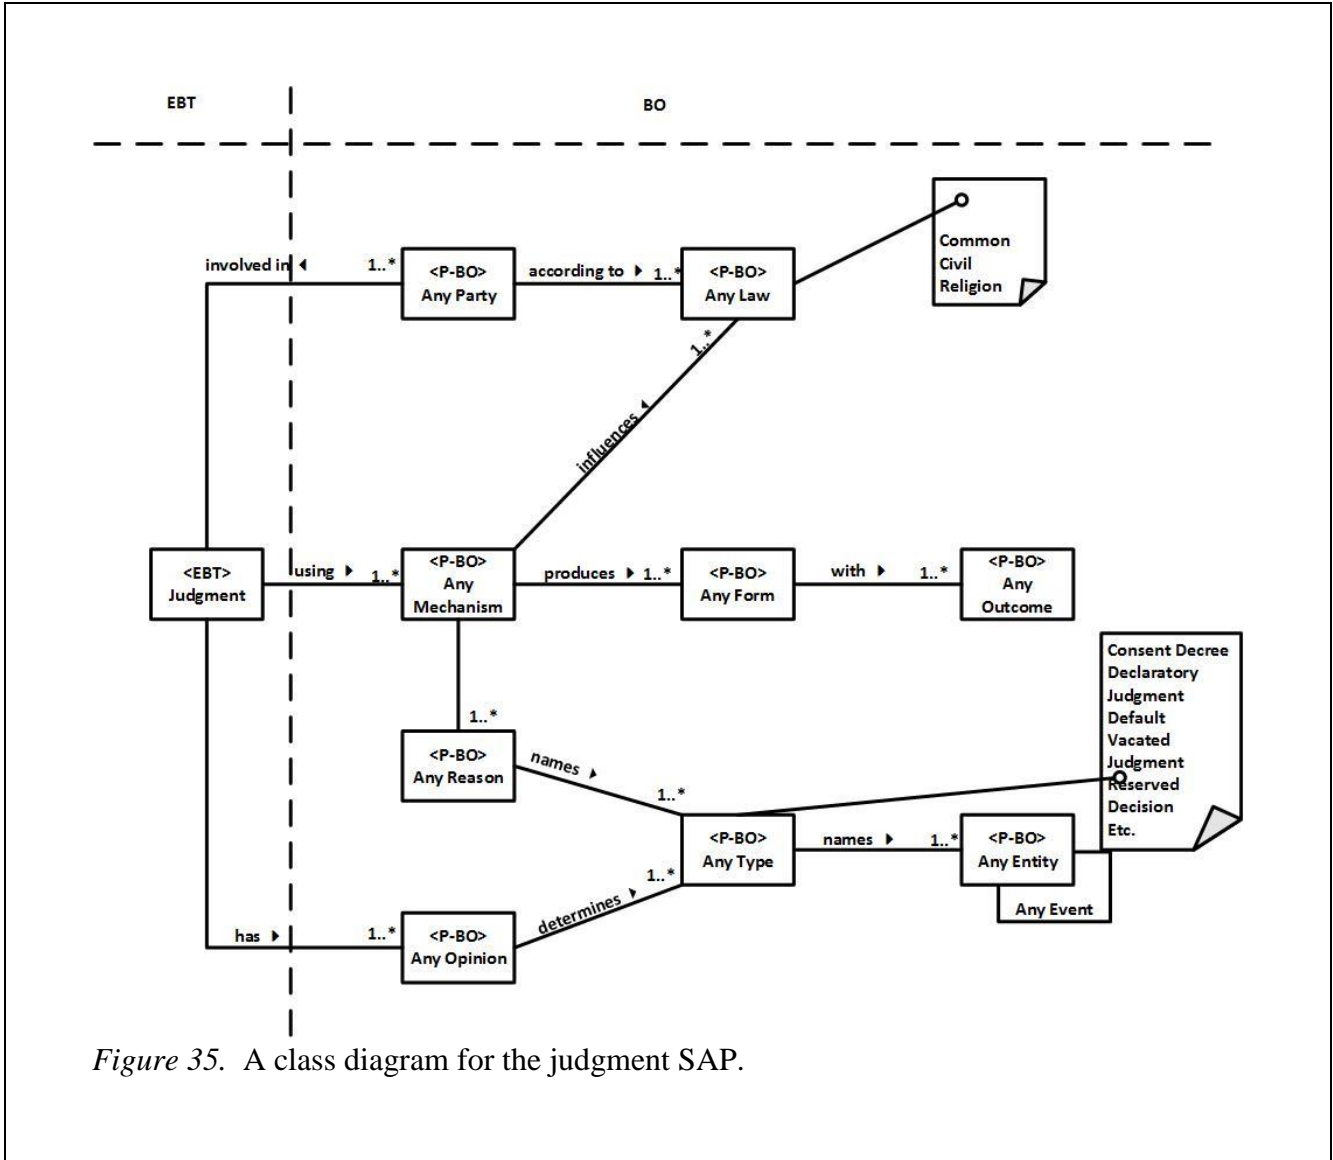 EBT
BO
Common
Civil
Religion
involved in ◄
1..*
<P-BO>
Any Party
according to ►
1..*
<P-BO>
Any Law
1..*
influences ◄
<EBT>
Judgment
using ►
1..*
<P-BO>
Any
Mechanism
produces ►
1..*
<P-BO>
Any Form
with ►
1..*
<P-BO>
Any
Outcome
Consent Decree
Declaratory
Judgment
Default
Vacated
Judgment
Reserved
Decision
Etc.
1..*
<P-BO>
Any Reason
names ►
1..*
<P-BO>
Any Type
names ►
1..*
<P-BO>
Any Entity
Any Event
1..*
determines ►
has ►
1..*
<P-BO>
Any Opinion
Figure 35. A class diagram for the judgment SAP.